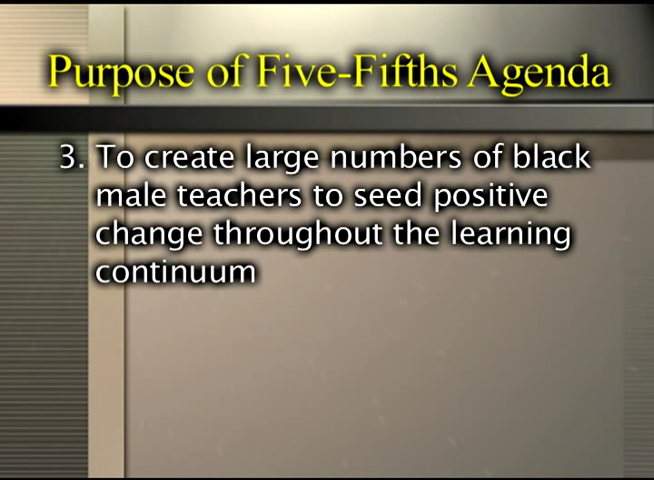 Purpose of Five-Fifths Agenda
3. To create large numbers of black
male teachers to seed positive
change throughout the learning
continuum